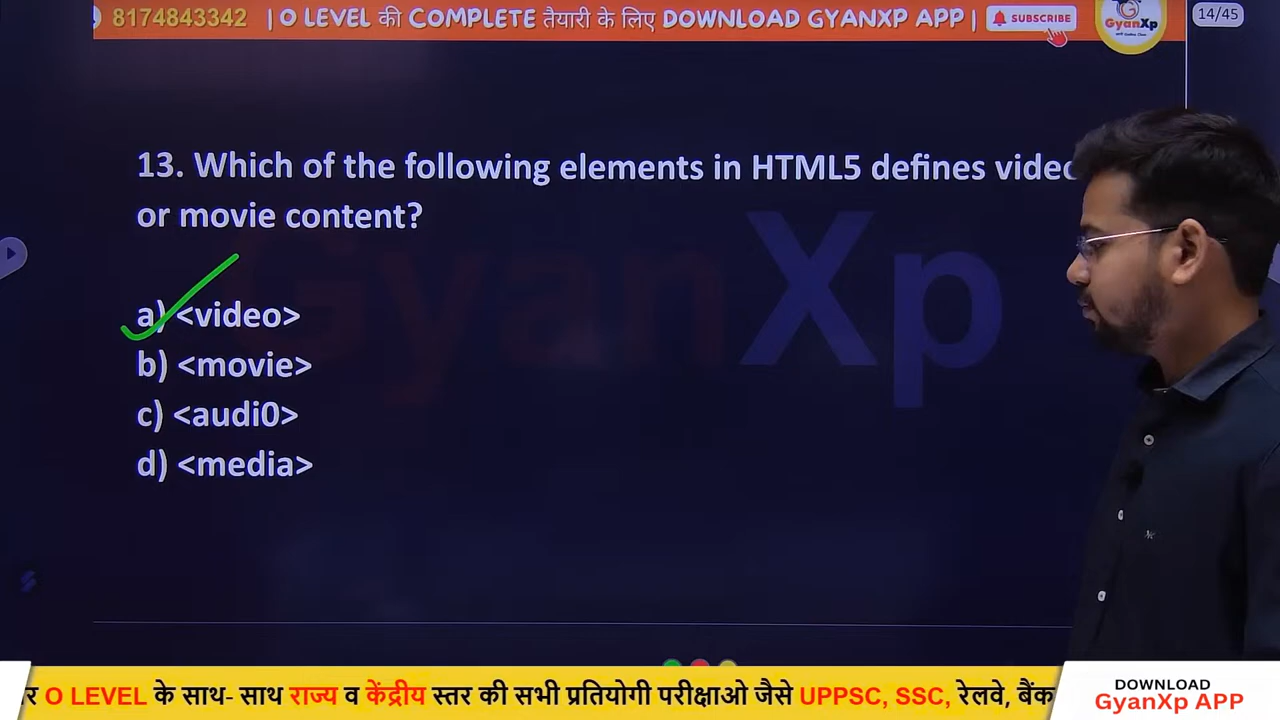 8174843342 | O LEVEL की COMPLETE तैयारी के लिए DOWNLOAD GYANXP APP |
SUBSCRIBE
GyanXp
14/45
13. Which of the following elements in HTML5 defines video
or movie content?
GyanXp
a) <video>
b) <movie>
c) <audi0>
d) <media>
O LEVEL के साथ- साथ राज्य व केंद्रीय स्तर की सभी प्रतियोगी परीक्षाओ जैसे UPPSC, SSC, रेलवे, बैंक
DOWNLOAD
GyanXp APP